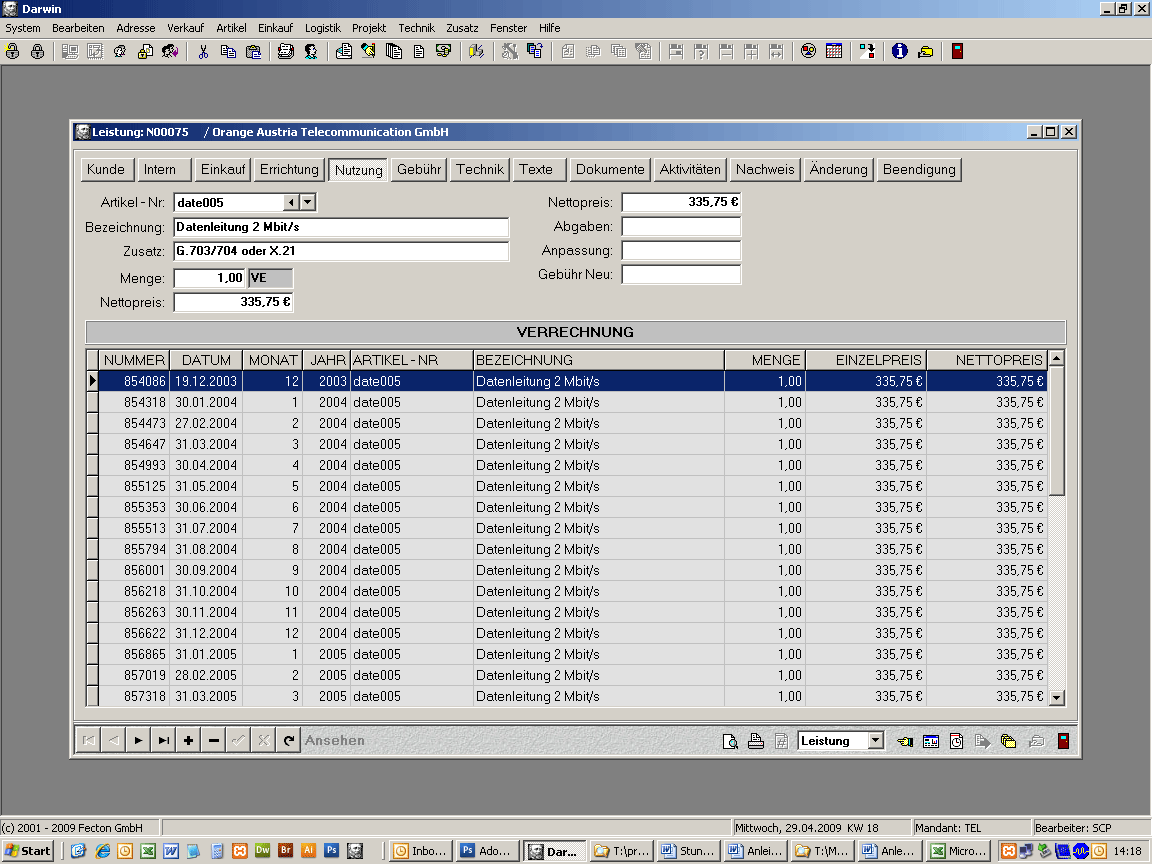 Darwin
System Bearbeiten Adresse Verkauf Artikel Einkauf Logistik Projekt Technik Zusatz Fenster Hilfe
Leistung: N00075 / Orange Austria Telecommunication GmbH
Kunde Intern Einkauf Errichtung Nutzung Gebühr Technik Texte Dokumente Aktivitäten Nachweis Änderung Beendigung
Artikel - Nr: date005 Nettopreis: 335,75 €
Bezeichnung: Datenleitung 2 Mbit/s Abgaben:
Zusatz: G.703/704 oder X.21 Anpassung:
Menge: 1,00 VE Gebühr Neu:
Nettopreis: 335,75 €
VERRECHNUNG
NUMMER DATUM MONAT JAHR ARTIKEL - NR BEZEICHNUNG MENGE EINZELPREIS NETTOPREIS
854086 19.12.2003 12 2003 date005 Datenleitung 2 Mbit/s 1,00 335,75 € 335,75 €
854318 30.01.2004 1 2004 date005 Datenleitung 2 Mbit/s 1,00 335,75 € 335,75 €
854473 27.02.2004 2 2004 date005 Datenleitung 2 Mbit/s 1,00 335,75 € 335,75 €
854647 31.03.2004 3 2004 date005 Datenleitung 2 Mbit/s 1,00 335,75 € 335,75 €
854993 30.04.2004 4 2004 date005 Datenleitung 2 Mbit/s 1,00 335,75 € 335,75 €
855125 31.05.2004 5 2004 date005 Datenleitung 2 Mbit/s 1,00 335,75 € 335,75 €
855353 30.06.2004 6 2004 date005 Datenleitung 2 Mbit/s 1,00 335,75 € 335,75 €
855513 31.07.2004 7 2004 date005 Datenleitung 2 Mbit/s 1,00 335,75 € 335,75 €
855794 31.08.2004 8 2004 date005 Datenleitung 2 Mbit/s 1,00 335,75 € 335,75 €
856001 30.09.2004 9 2004 date005 Datenleitung 2 Mbit/s 1,00 335,75 € 335,75 €
856218 31.10.2004 10 2004 date005 Datenleitung 2 Mbit/s 1,00 335,75 € 335,75 €
856263 30.11.2004 11 2004 date005 Datenleitung 2 Mbit/s 1,00 335,75 € 335,75 €
856622 31.12.2004 12 2004 date005 Datenleitung 2 Mbit/s 1,00 335,75 € 335,75 €
856865 31.01.2005 1 2005 date005 Datenleitung 2 Mbit/s 1,00 335,75 € 335,75 €
857019 28.02.2005 2 2005 date005 Datenleitung 2 Mbit/s 1,00 335,75 € 335,75 €
857318 31.03.2005 3 2005 date005 Datenleitung 2 Mbit/s 1,00 335,75 € 335,75 €
Ansehen Leistung
(c) 2001 - 2009 Fecton GmbH Mittwoch, 29.04.2009 KW 18 Mandant: TEL Bearbeiter: SCP
Start Dw Br Ai Ps Inbo... Ps Ado... Dar... T:\pr... Stun... Anlei... T:\M... Anle... Micro... 14:18